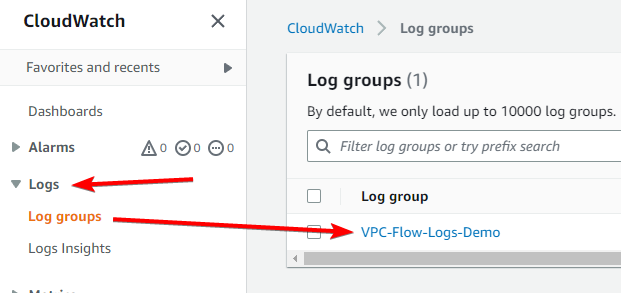 CloudWatch
Favorites and recents
Dashboards
Alarms 0 0 0
Logs
Log groups
Logs Insights
CloudWatch > Log groups
Log groups (1)
By default, we only load up to 10000 log groups.
Filter log groups or try prefix search
Log group
VPC-Flow-Logs-Demo